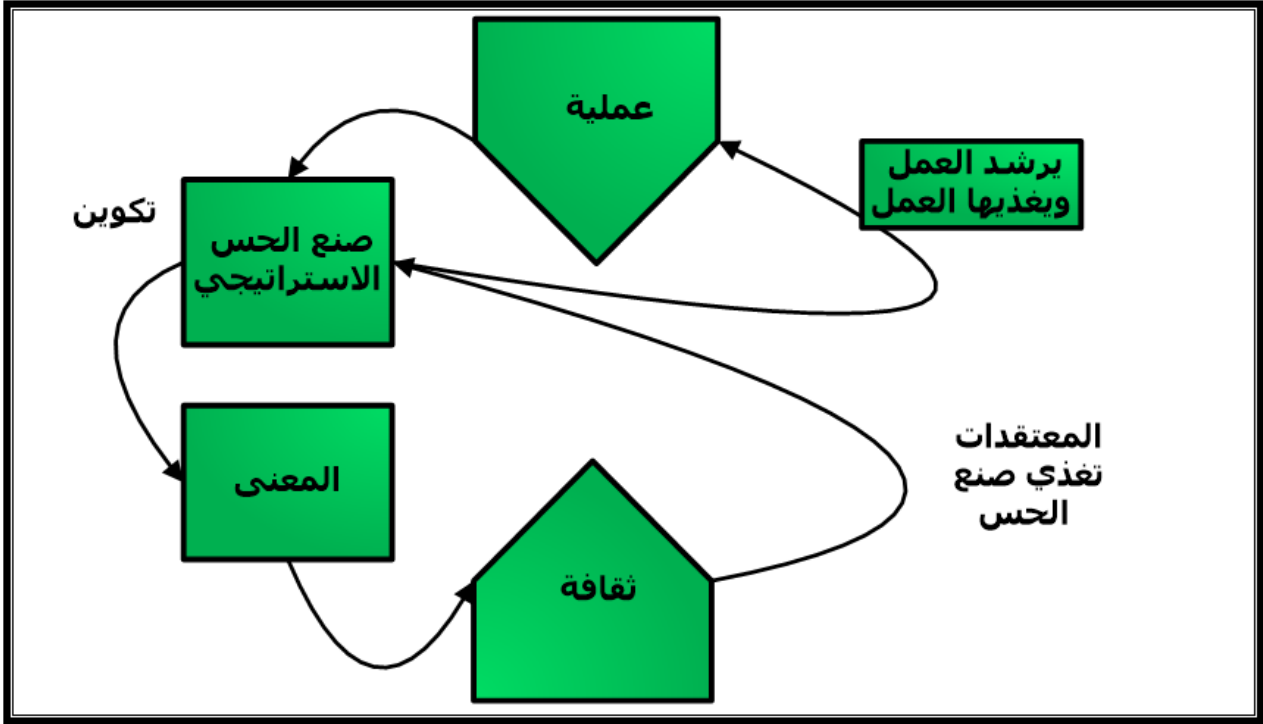 عملية
يرشد العمل
ويغذيها العمل
تكوين
صنع الحس
الاستراتيجي
المعتقدات
تغذي صنع
الحس
المعنى
ثقافة